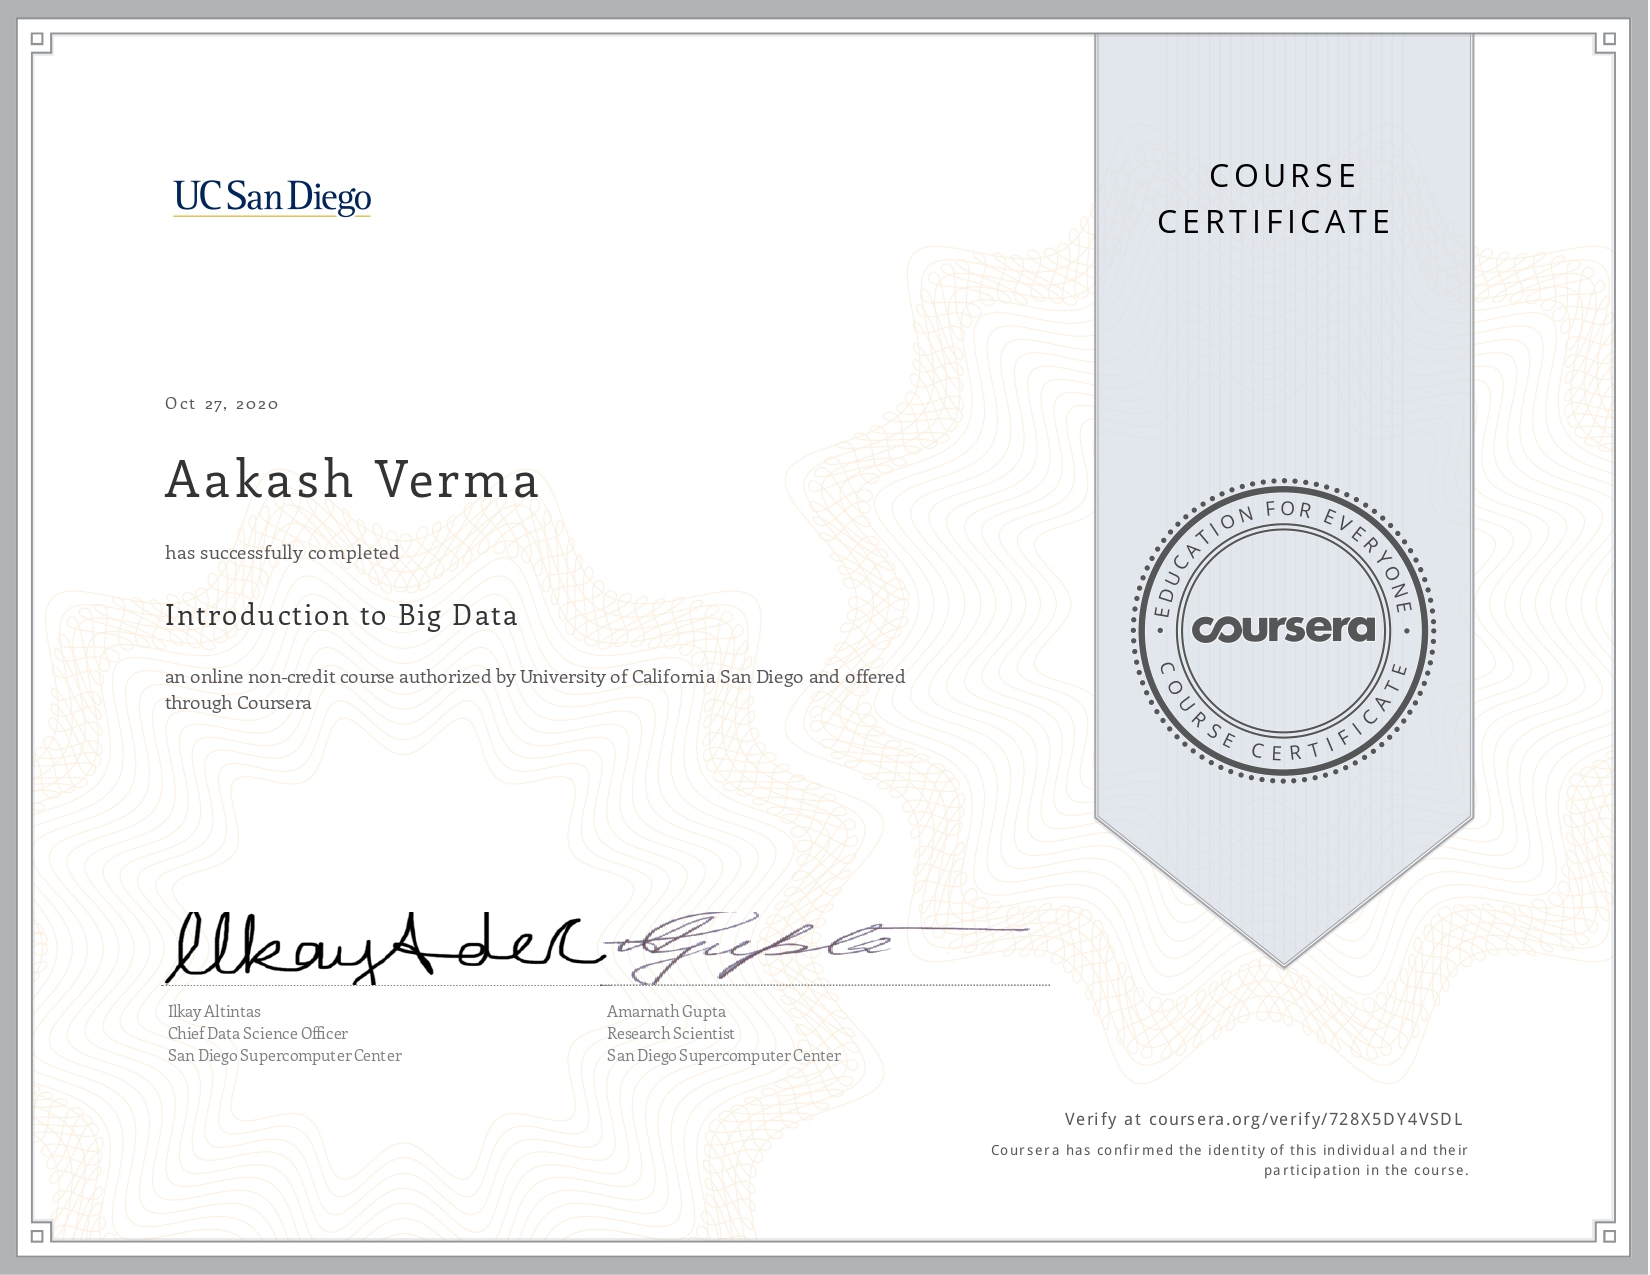 UC San Diego
COURSE
CERTIFICATE
Oct 27, 2020
Aakash Verma
has successfully completed
Introduction to Big Data
an online non-credit course authorized by University of California San Diego and offered
through Coursera
EDUCATION FOR EVERYONE
coursera
COURSE CERTIFICATE
Ilkay Altintas
Chief Data Science Officer
San Diego Supercomputer Center
Amarnath Gupta
Research Scientist
San Diego Supercomputer Center
Verify at coursera.org/verify/728X5DY4VSDL
Coursera has confirmed the identity of this individual and their
participation in the course.